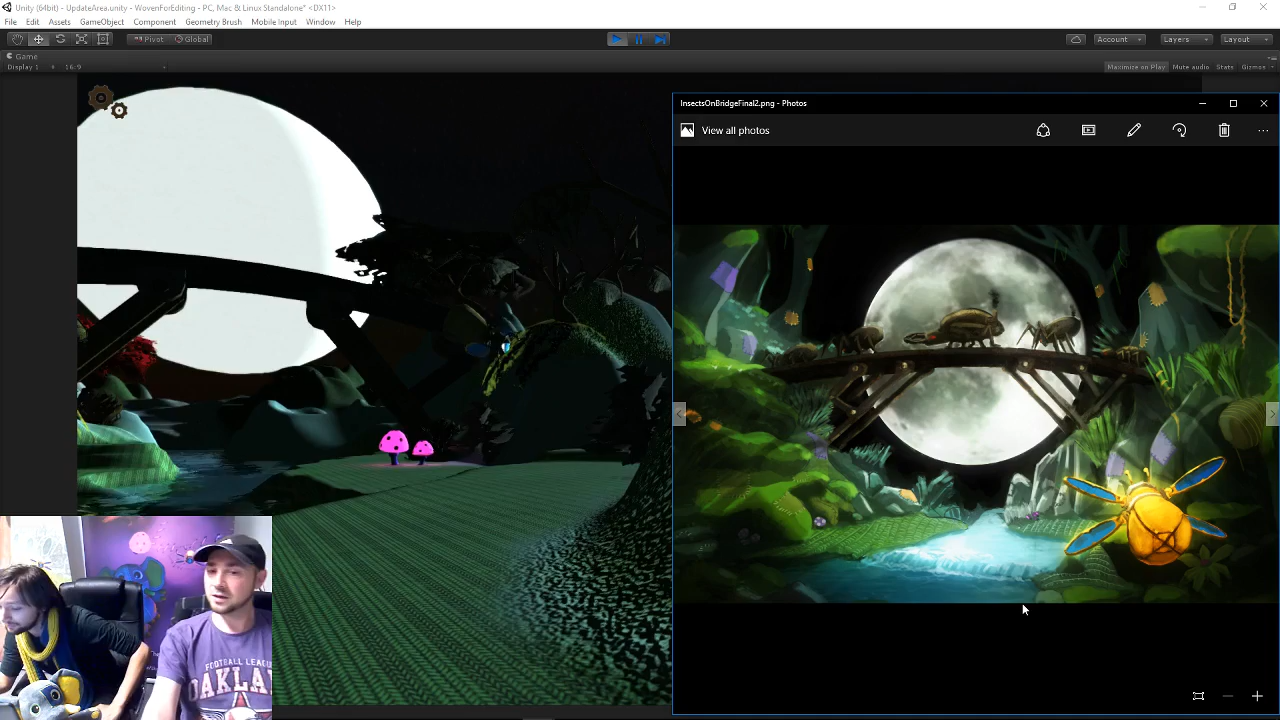 Unity (64bit) - UpdateArea.unity - WovenForEditing - PC, Mac & Linux Standalone* <DX11>
File Edit Assets GameObject Component Geometry Brush Mobile Input Window Help
Pivot Global Account Layers Layout
Game
Display 1 16:9 Maximize on Play Mute audio Stats Gizmos
InsectsOnBridgeFinal2.png - Photos
View all photos
FOOTBALL LEAGUE
OAKLA